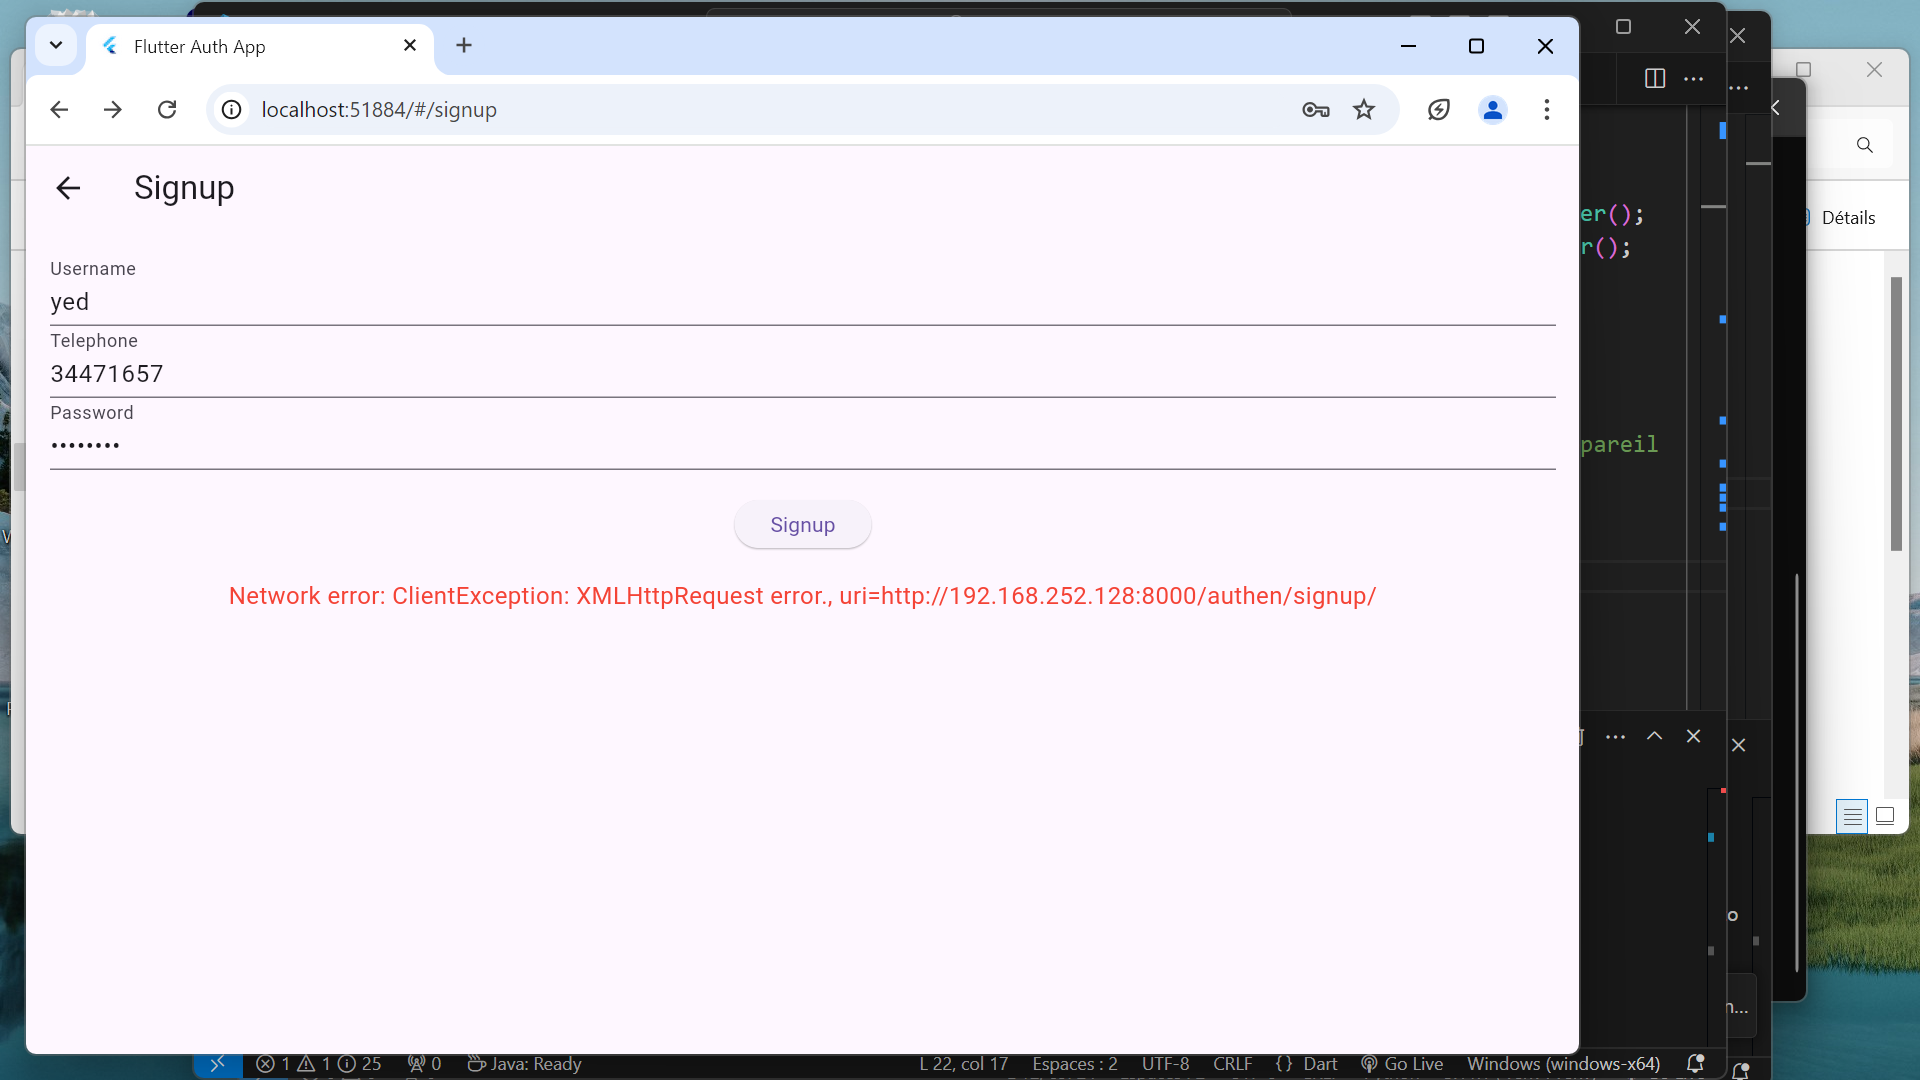 Flutter Auth App
localhost:51884/#/signup
Signup
er();
r();
Détails
Username
yed
Telephone
34471657
pareil
Password
••••••••
Signup
Network error: ClientException: XMLHttpRequest error., uri=http://192.168.252.128:8000/authen/signup/
o
n...
1 1 25 0 Java: Ready L 22, col 17 Espaces : 2 UTF-8 CRLF {} Dart Go Live Windows (windows-x64)